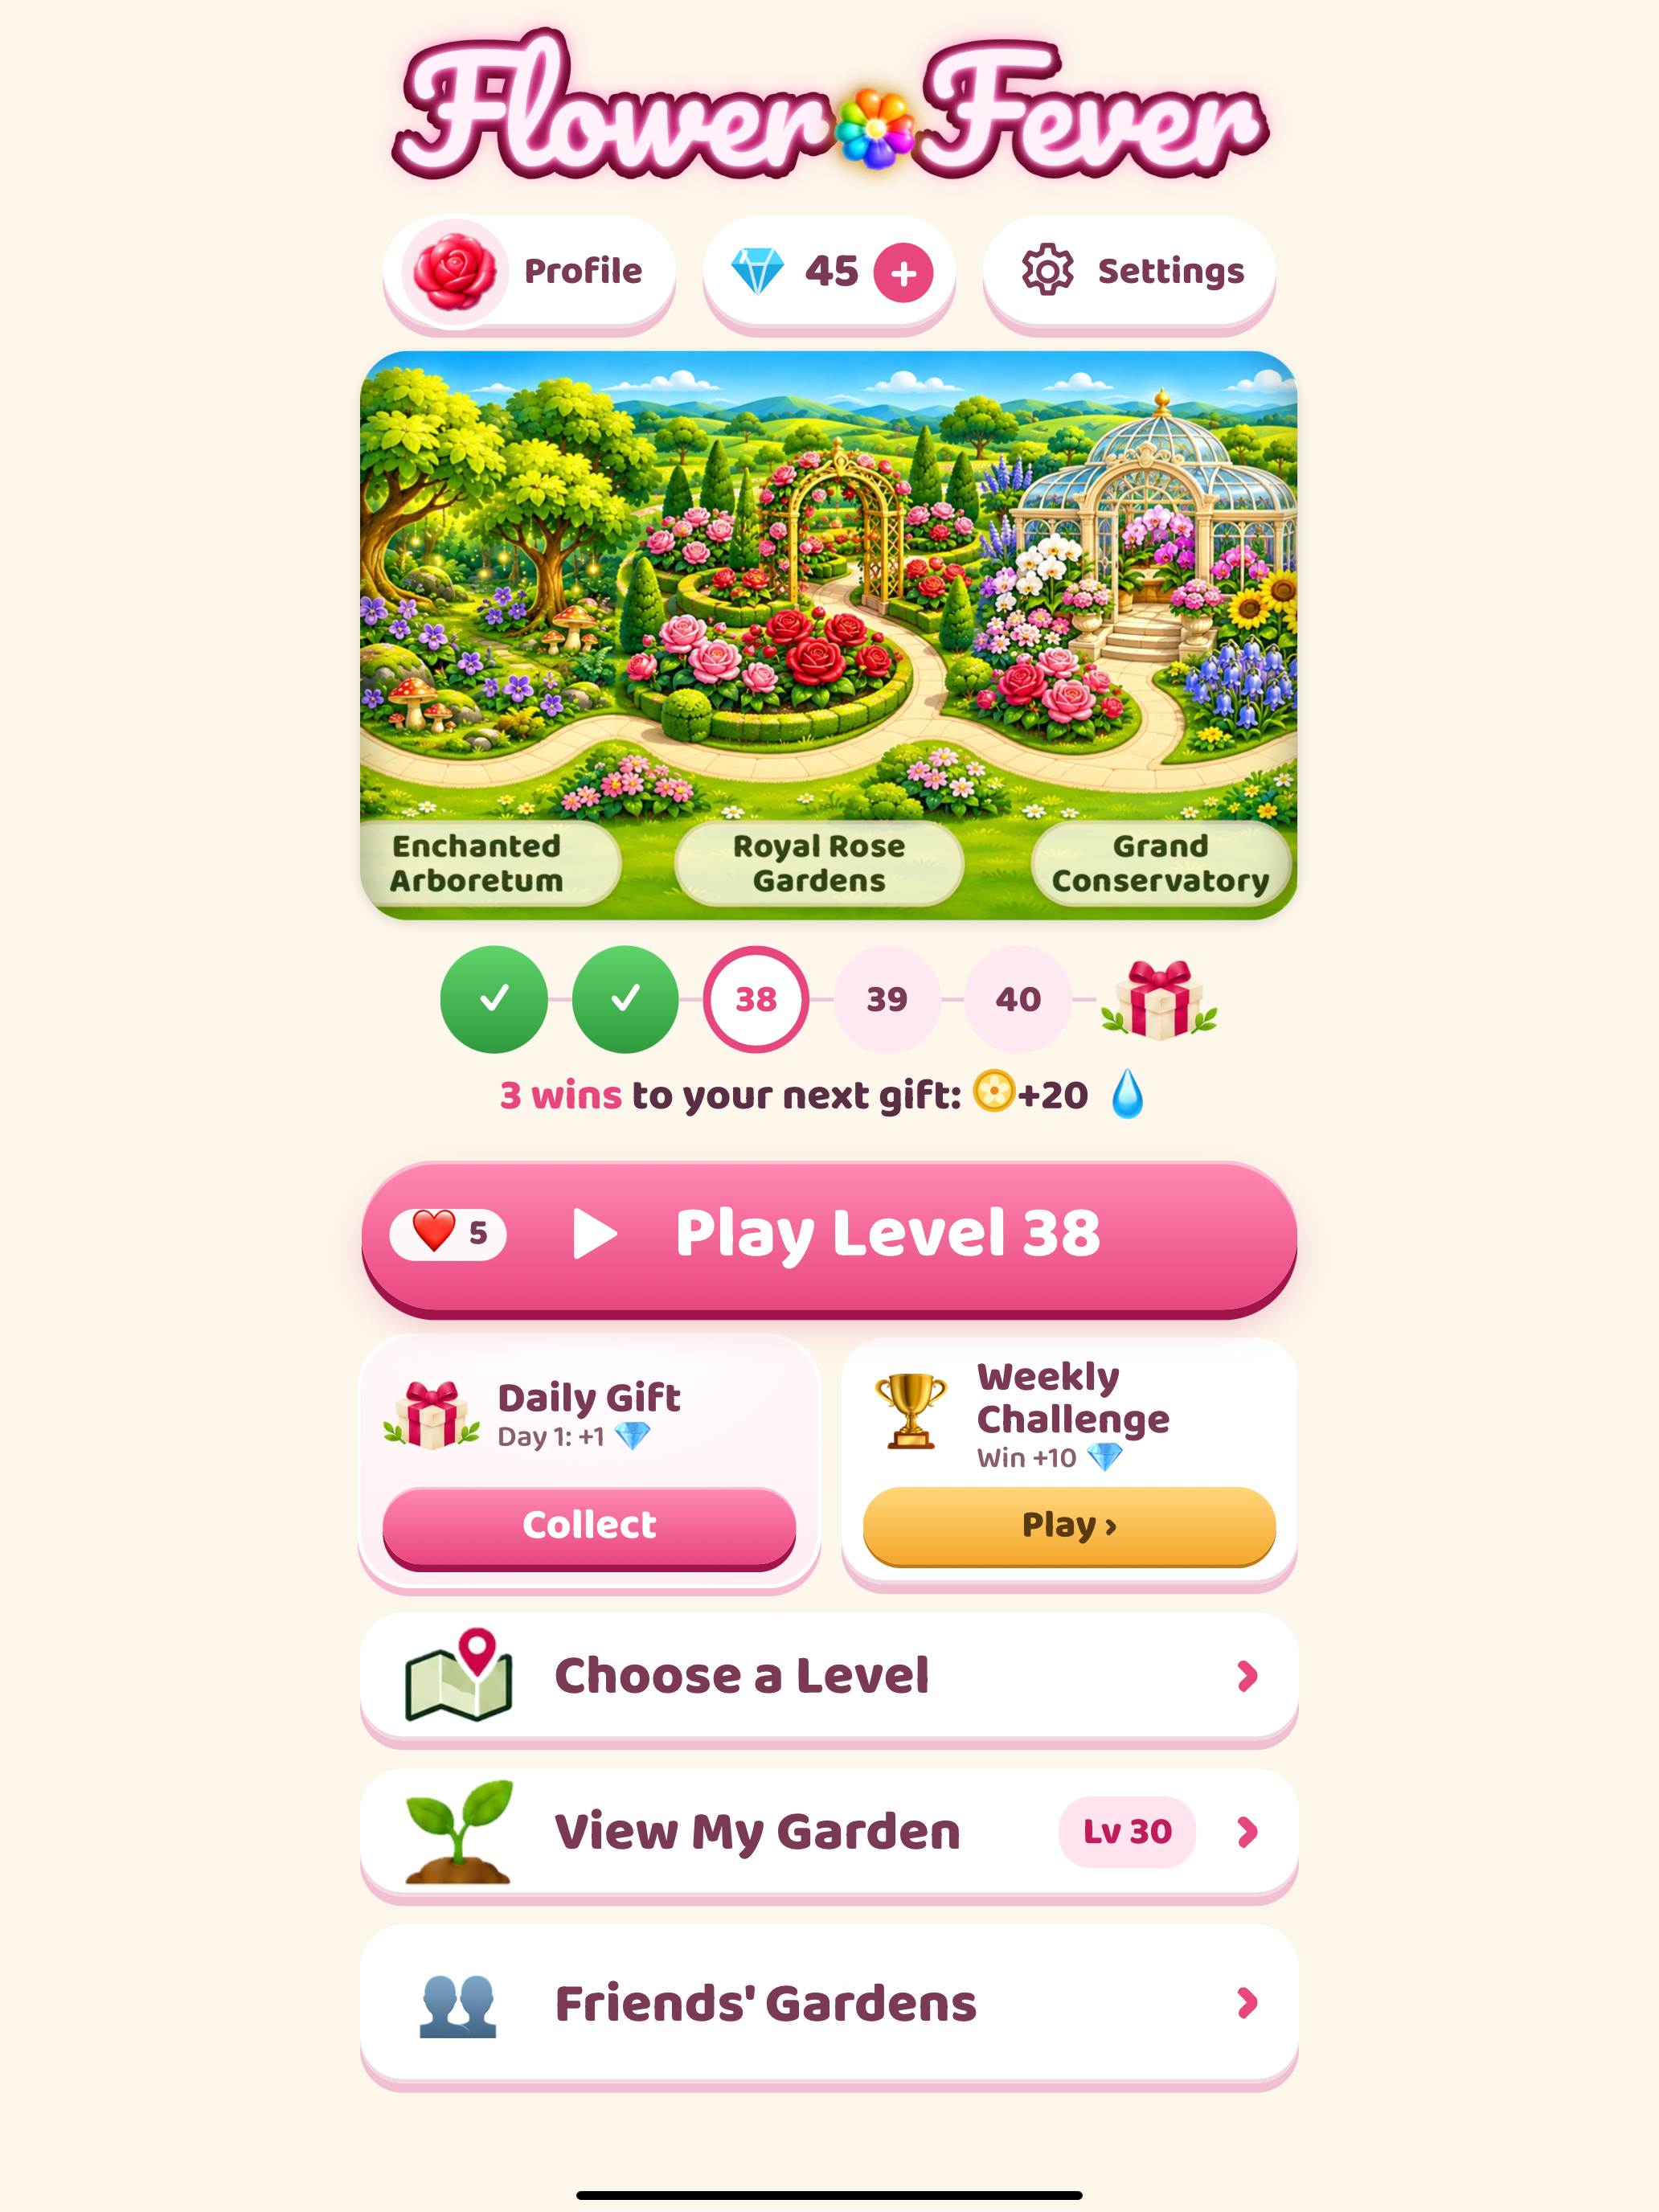 Flower Fever
Profile
45 +
Settings
Enchanted
Arboretum
Royal Rose
Gardens
Grand
Conservatory
38 39 40
3 wins to your next gift: +20
5
Play Level 38
Daily Gift
Day 1: +1
Collect
Weekly
Challenge
Win +10
Play ›
Choose a Level
View My Garden
Lv 30
Friends' Gardens